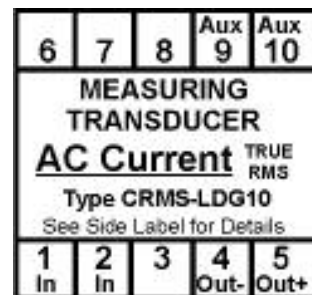 Aux Aux
6 7 8 9 10
MEASURING
TRANSDUCER
AC Current TRUE RMS
Type CRMS-LDG10
See Side Label for Details
1 2 3 4 5
In In Out- Out+